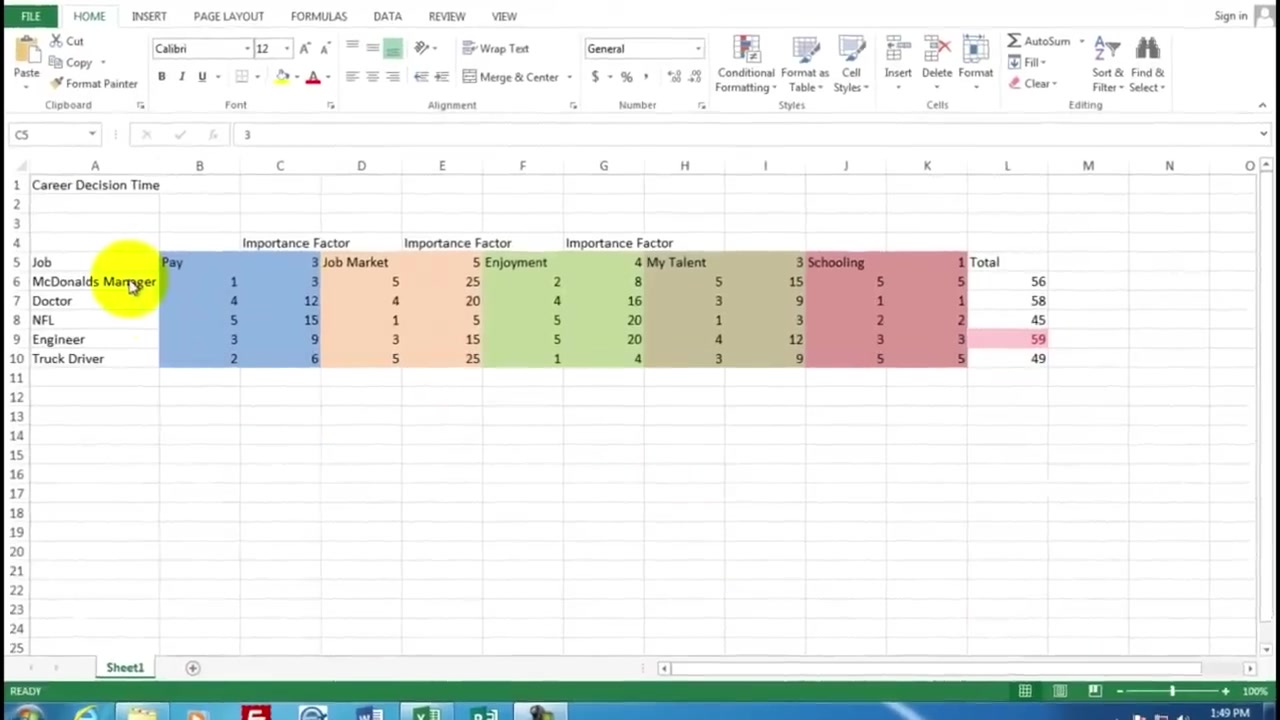 FILE HOME INSERT PAGE LAYOUT FORMULAS DATA REVIEW VIEW Sign in
Paste Cut Copy Format Painter
Calibri 12
B I U
Wrap Text
Merge & Center
General
$ % ,
Conditional Formatting Format as Table Cell Styles
Insert Delete Format
AutoSum Fill Clear
Sort & Filter Find & Select
Clipboard Font Alignment Number Styles Cells Editing
C5 fx 3
A B C D E F G H I J K L M N O
1 Career Decision Time
2
3
4 Importance Factor Importance Factor Importance Factor
5 Job Pay 3 Job Market 5 Enjoyment 4 My Talent 3 Schooling 1 Total
6 McDonalds Manager 1 3 5 25 2 8 5 15 5 5 56
7 Doctor 4 12 4 20 4 16 3 9 1 1 58
8 NFL 5 15 1 5 5 20 1 3 2 2 45
9 Engineer 3 9 3 15 5 20 4 12 3 3 59
10 Truck Driver 2 6 5 25 1 4 3 9 5 5 49
11
12
13
14
15
16
17
18
19
20
21
22
23
24
25
Sheet1
READY 100%
1:49 PM